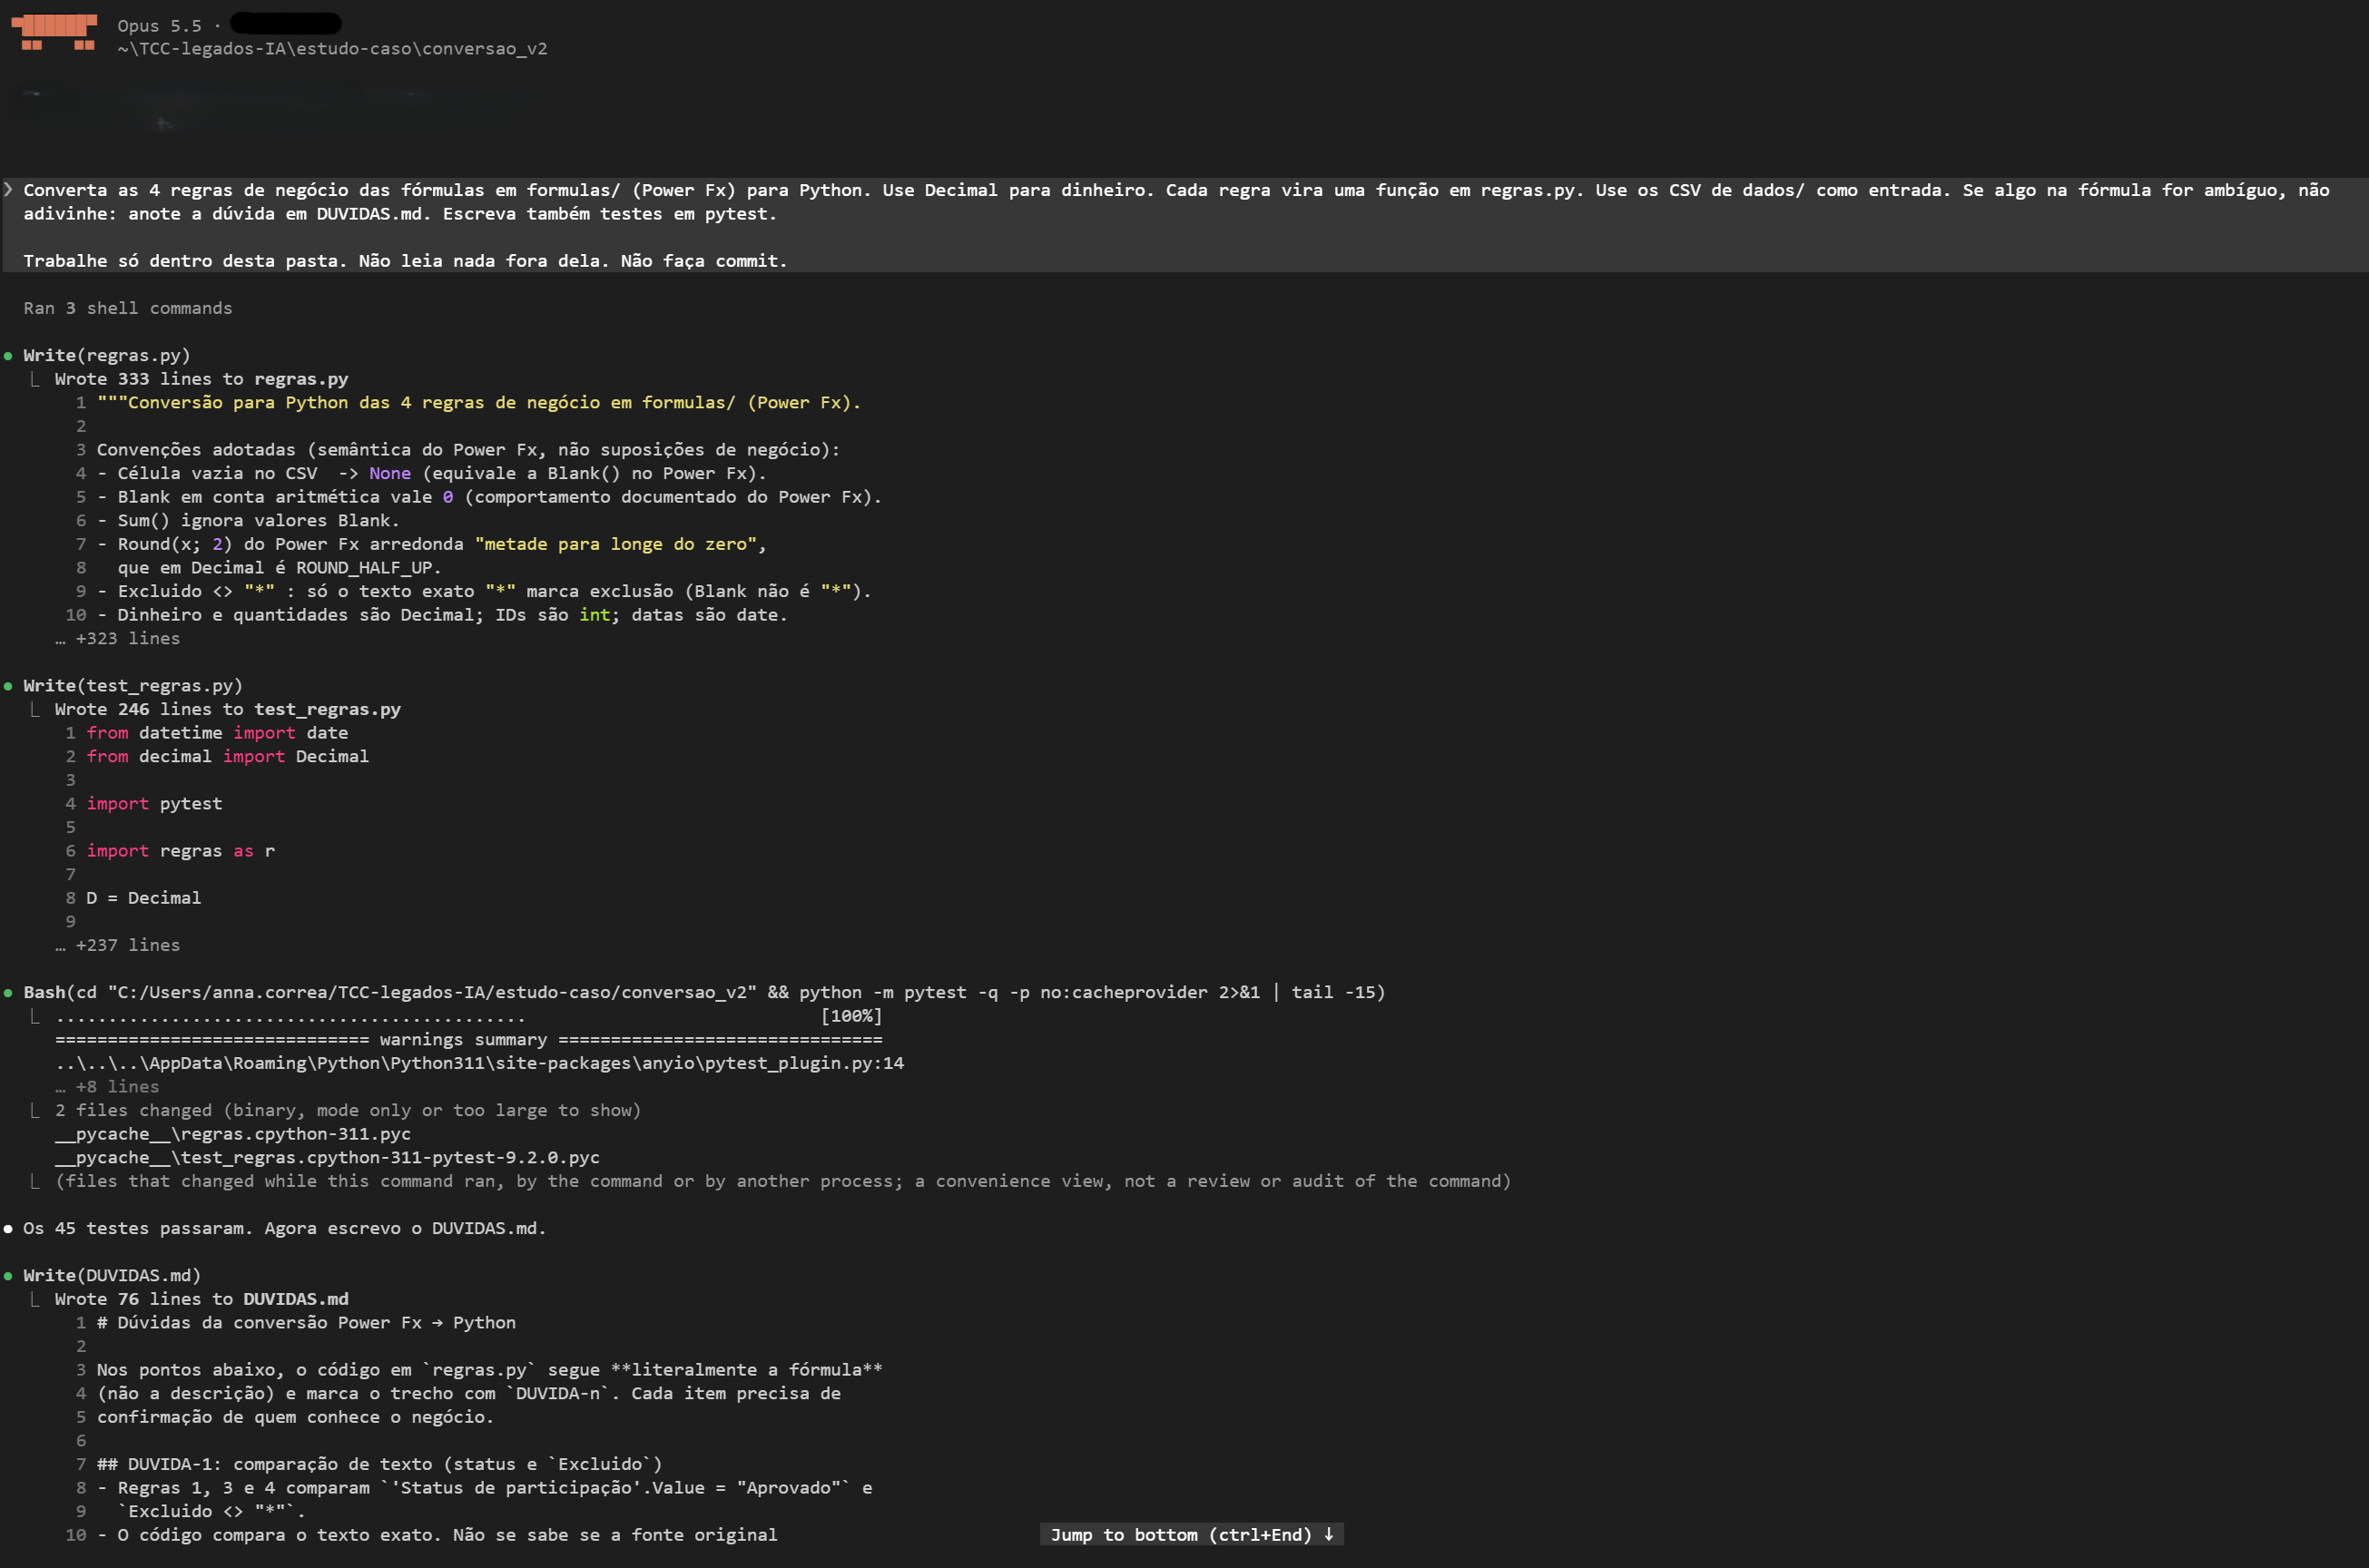 Opus 5.5 ·
~\TCC-legados-IA\estudo-caso\conversao_v2
❯ Converta as 4 regras de negócio das fórmulas em formulas/ (Power Fx) para Python. Use Decimal para dinheiro. Cada regra vira uma função em regras.py. Use os CSV de dados/ como entrada. Se algo na fórmula for ambíguo, não
adivinhe: anote a dúvida em DUVIDAS.md. Escreva também testes em pytest.
Trabalhe só dentro desta pasta. Não leia nada fora dela. Não faça commit.
Ran 3 shell commands
● Write(regras.py)
⎿ Wrote 333 lines to regras.py
1 """Conversão para Python das 4 regras de negócio em formulas/ (Power Fx).
2
3 Convenções adotadas (semântica do Power Fx, não suposições de negócio):
4 - Célula vazia no CSV  -> None (equivale a Blank() no Power Fx).
5 - Blank em conta aritmética vale 0 (comportamento documentado do Power Fx).
6 - Sum() ignora valores Blank.
7 - Round(x; 2) do Power Fx arredonda "metade para longe do zero",
8   que em Decimal é ROUND_HALF_UP.
9 - Excluido <> "*" : só o texto exato "*" marca exclusão (Blank não é "*").
10 - Dinheiro e quantidades são Decimal; IDs são int; datas são date.
… +323 lines
● Write(test_regras.py)
⎿ Wrote 246 lines to test_regras.py
1 from datetime import date
2 from decimal import Decimal
3
4 import pytest
5
6 import regras as r
7
8 D = Decimal
9
… +237 lines
● Bash(cd "C:/Users/anna.correa/TCC-legados-IA/estudo-caso/conversao_v2" && python -m pytest -q -p no:cacheprovider 2>&1 | tail -15)
⎿ ............................................. [100%]
============================== warnings summary ===============================
..\..\..\AppData\Roaming\Python\Python311\site-packages\anyio\pytest_plugin.py:14
… +8 lines
⎿ 2 files changed (binary, mode only or too large to show)
__pycache__\regras.cpython-311.pyc
__pycache__\test_regras.cpython-311-pytest-9.2.0.pyc
⎿ (files that changed while this command ran, by the command or by another process; a convenience view, not a review or audit of the command)
● Os 45 testes passaram. Agora escrevo o DUVIDAS.md.
● Write(DUVIDAS.md)
⎿ Wrote 76 lines to DUVIDAS.md
1 # Dúvidas da conversão Power Fx → Python
2
3 Nos pontos abaixo, o código em `regras.py` segue **literalmente a fórmula**
4 (não a descrição) e marca o trecho com `DUVIDA-n`. Cada item precisa de
5 confirmação de quem conhece o negócio.
6
7 ## DUVIDA-1: comparação de texto (status e `Excluido`)
8 - Regras 1, 3 e 4 comparam `'Status de participação'.Value = "Aprovado"` e
9   `Excluido <> "*"`.
10 - O código compara o texto exato. Não se sabe se a fonte original
Jump to bottom (ctrl+End) ↓